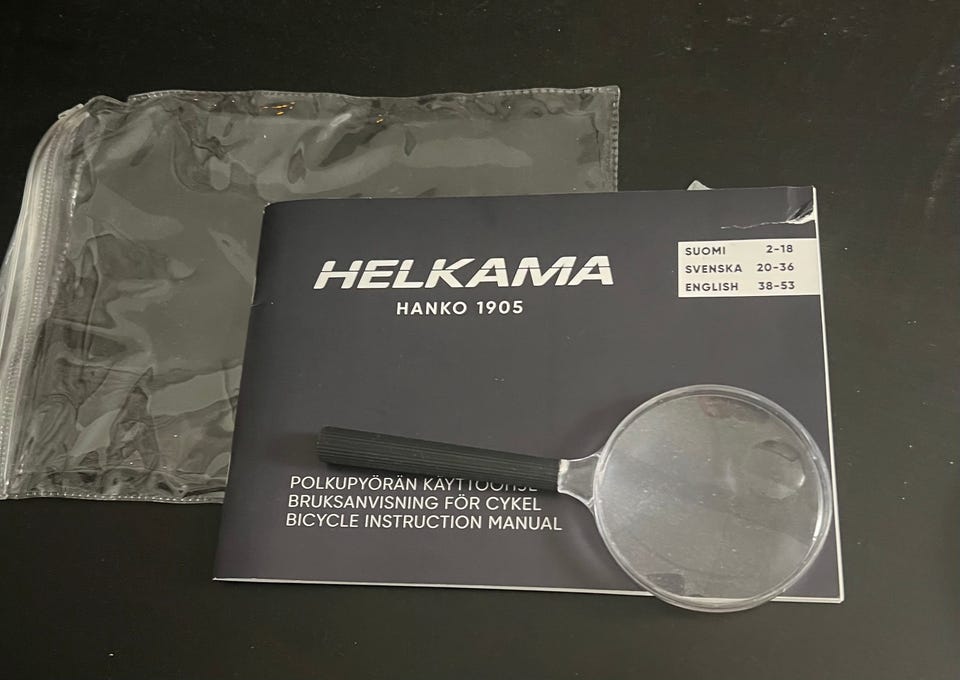 HELKAMA
HANKO 1905
SUOMI 2-18
SVENSKA 20-36
ENGLISH 38-53
POLKUPYÖRÄN KÄYTTÖOHJE
BRUKSANVISNING FÖR CYKEL
BICYCLE INSTRUCTION MANUAL